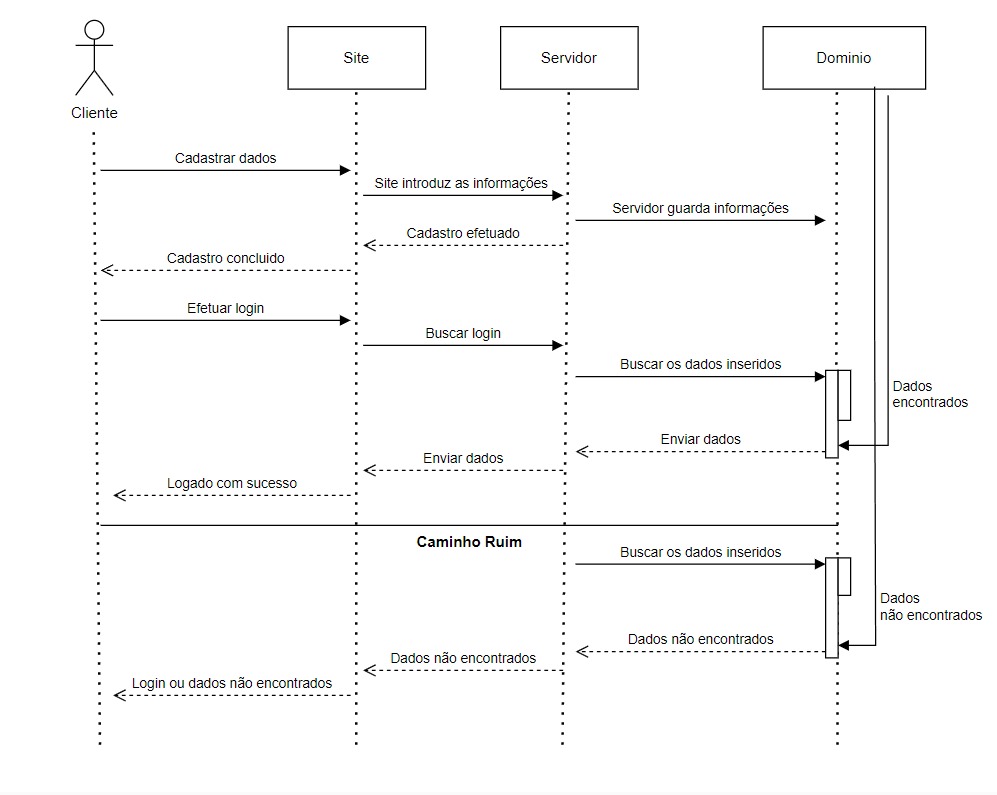 Site
Servidor
Dominio
Cliente
Cadastrar dados
Site introduz as informações
Servidor guarda informações
Cadastro efetuado
Cadastro concluido
Efetuar login
Buscar login
Buscar os dados inseridos
Dados
encontrados
Enviar dados
Enviar dados
Logado com sucesso
Caminho Ruim
Buscar os dados inseridos
Dados
não encontrados
Dados não encontrados
Dados não encontrados
Login ou dados não encontrados